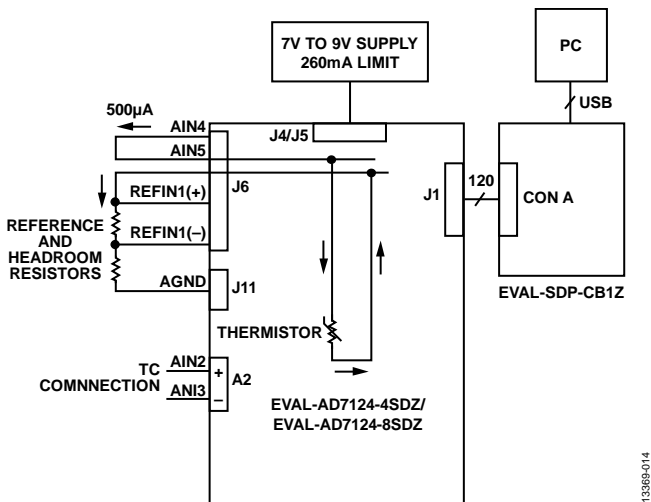 7V TO 9V SUPPLY
260mA LIMIT
PC
USB
500µA
AIN4
AIN5
J4/J5
REFIN1(+)
J6
REFIN1(–)
REFERENCE
AND
HEADROOM
RESISTORS
AGND
J11
J1
120
CON A
EVAL-SDP-CB1Z
THERMISTOR
TC
COMNNECTION
AIN2
ANI3
+
–
A2
EVAL-AD7124-4SDZ/
EVAL-AD7124-8SDZ
13369-014